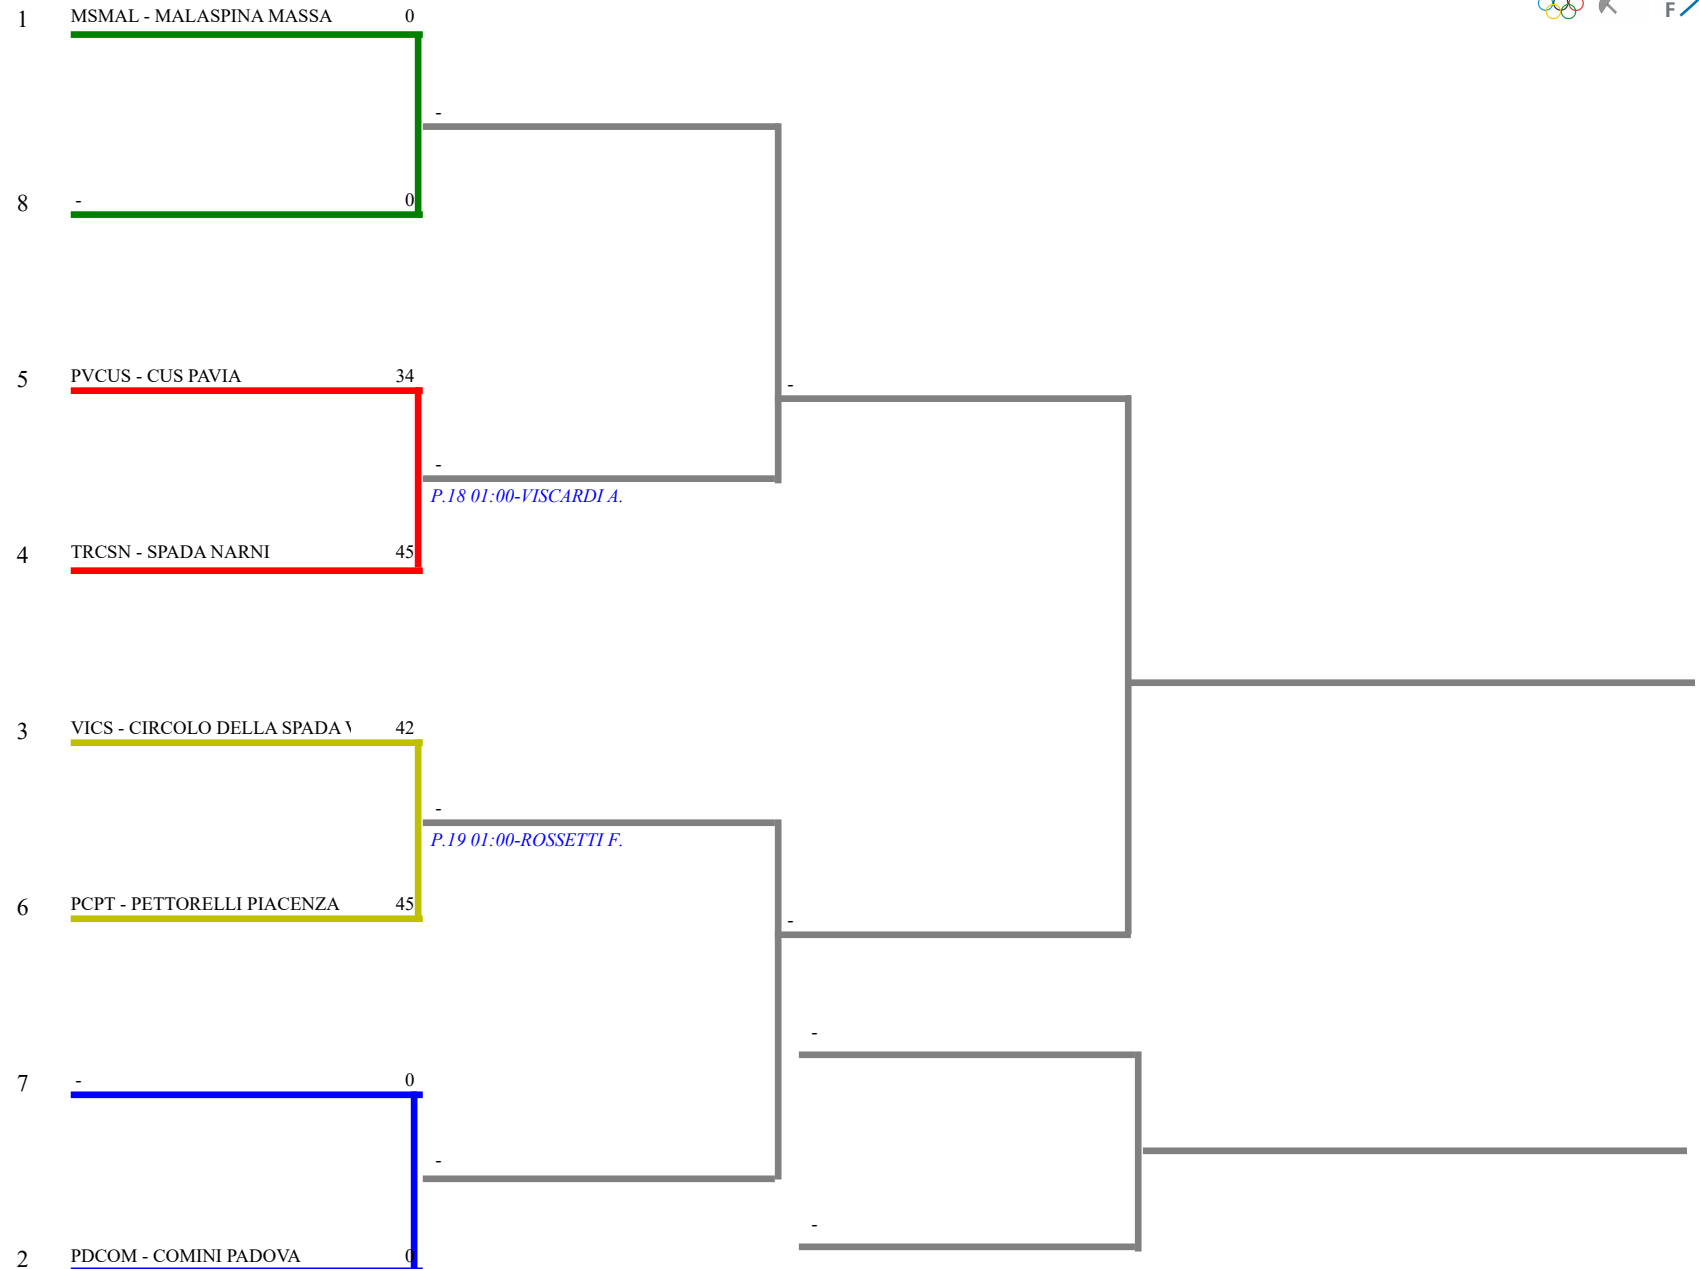 1 MSMAL - MALASPINA MASSA 0
F
-
8 - 0
5 PVCUS - CUS PAVIA 34
-
-
P.18 01:00-VISCARDI A.
4 TRCSN - SPADA NARNI 45
3 VICS - CIRCOLO DELLA SPADA 42
-
P.19 01:00-ROSSETTI F.
6 PCPT - PETTORELLI PIACENZA 45
-
-
7 - 0
-
-
2 PDCOM - COMINI PADOVA 0